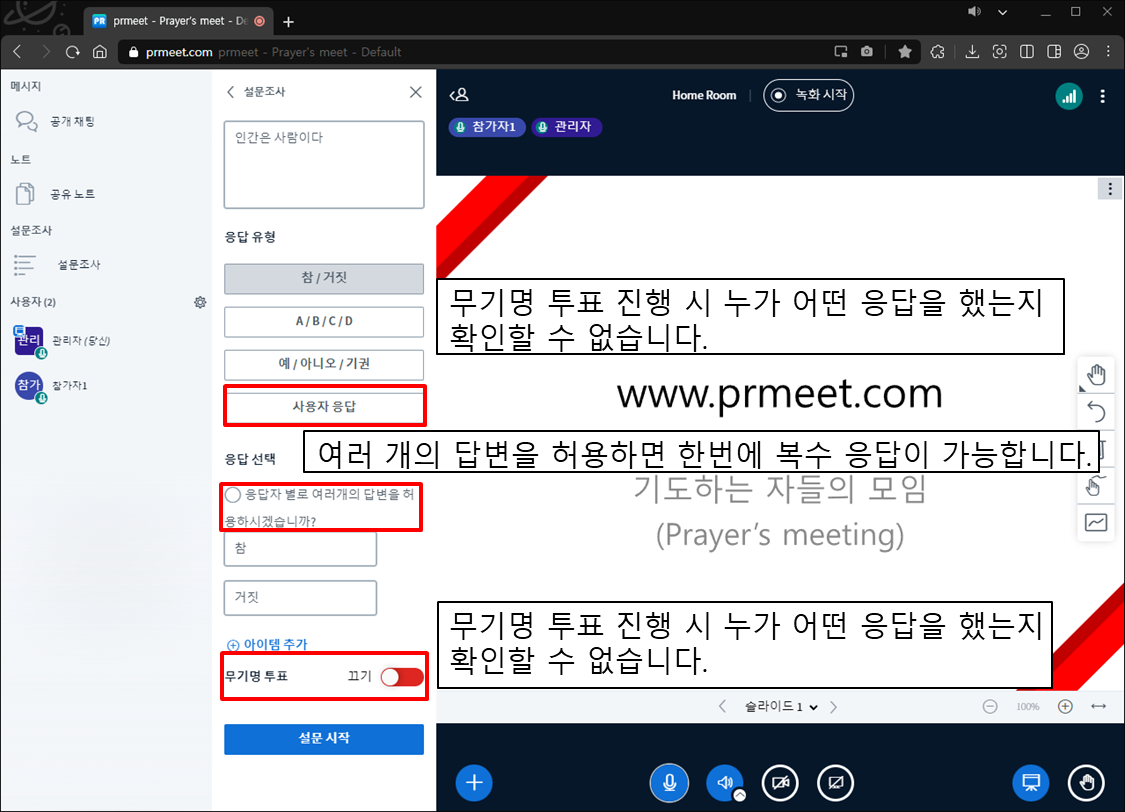 PR prmeet - Prayer's meet - De
prmeet.com prmeet - Prayer's meet - Default
메시지
공개 채팅
노트
공유 노트
설문조사
설문조사
사용자 (2)
관리
관리자 (당신)
참가
참가자1
설문조사
인간은 사람이다
응답 유형
참 / 거짓
A / B / C / D
예 / 아니오 / 기권
사용자 응답
응답 선택
응답자 별로 여러개의 답변을 허
용하시겠습니까?
참
거짓
아이템 추가
무기명 투표 끄기
설문 시작
Home Room
녹화 시작
참가자1 관리자
무기명 투표 진행 시 누가 어떤 응답을 했는지
확인할 수 없습니다.
www.prmeet.com
여러 개의 답변을 허용하면 한번에 복수 응답이 가능합니다.
기도하는 자들의 모임
(Prayer's meeting)
무기명 투표 진행 시 누가 어떤 응답을 했는지
확인할 수 없습니다.
슬라이드 1
100%